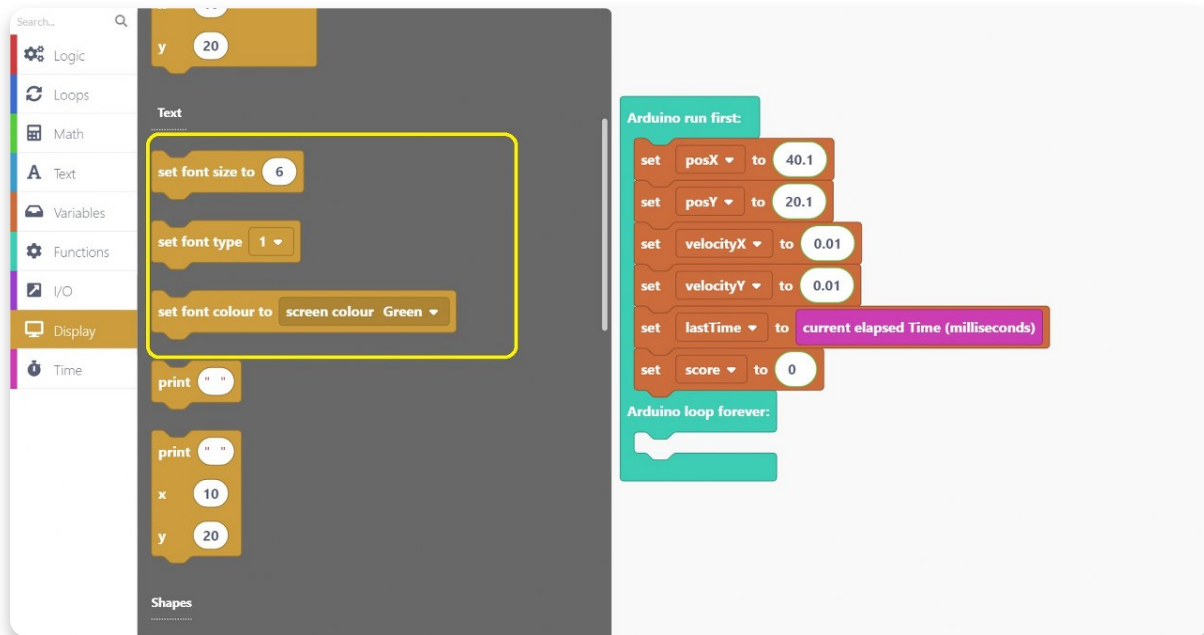 Search...
Logic
Loops
Math
A Text
Variables
Functions
I/O
Display
Time
y 20
Text
set font size to 6
set font type 1
set font colour to screen colour Green
print " "
print " "
x 10
y 20
Shapes
Arduino run first:
set posX to 40.1
set posY to 20.1
set velocityX to 0.01
set velocityY to 0.01
set lastTime to current elapsed Time (milliseconds)
set score to 0
Arduino loop forever: